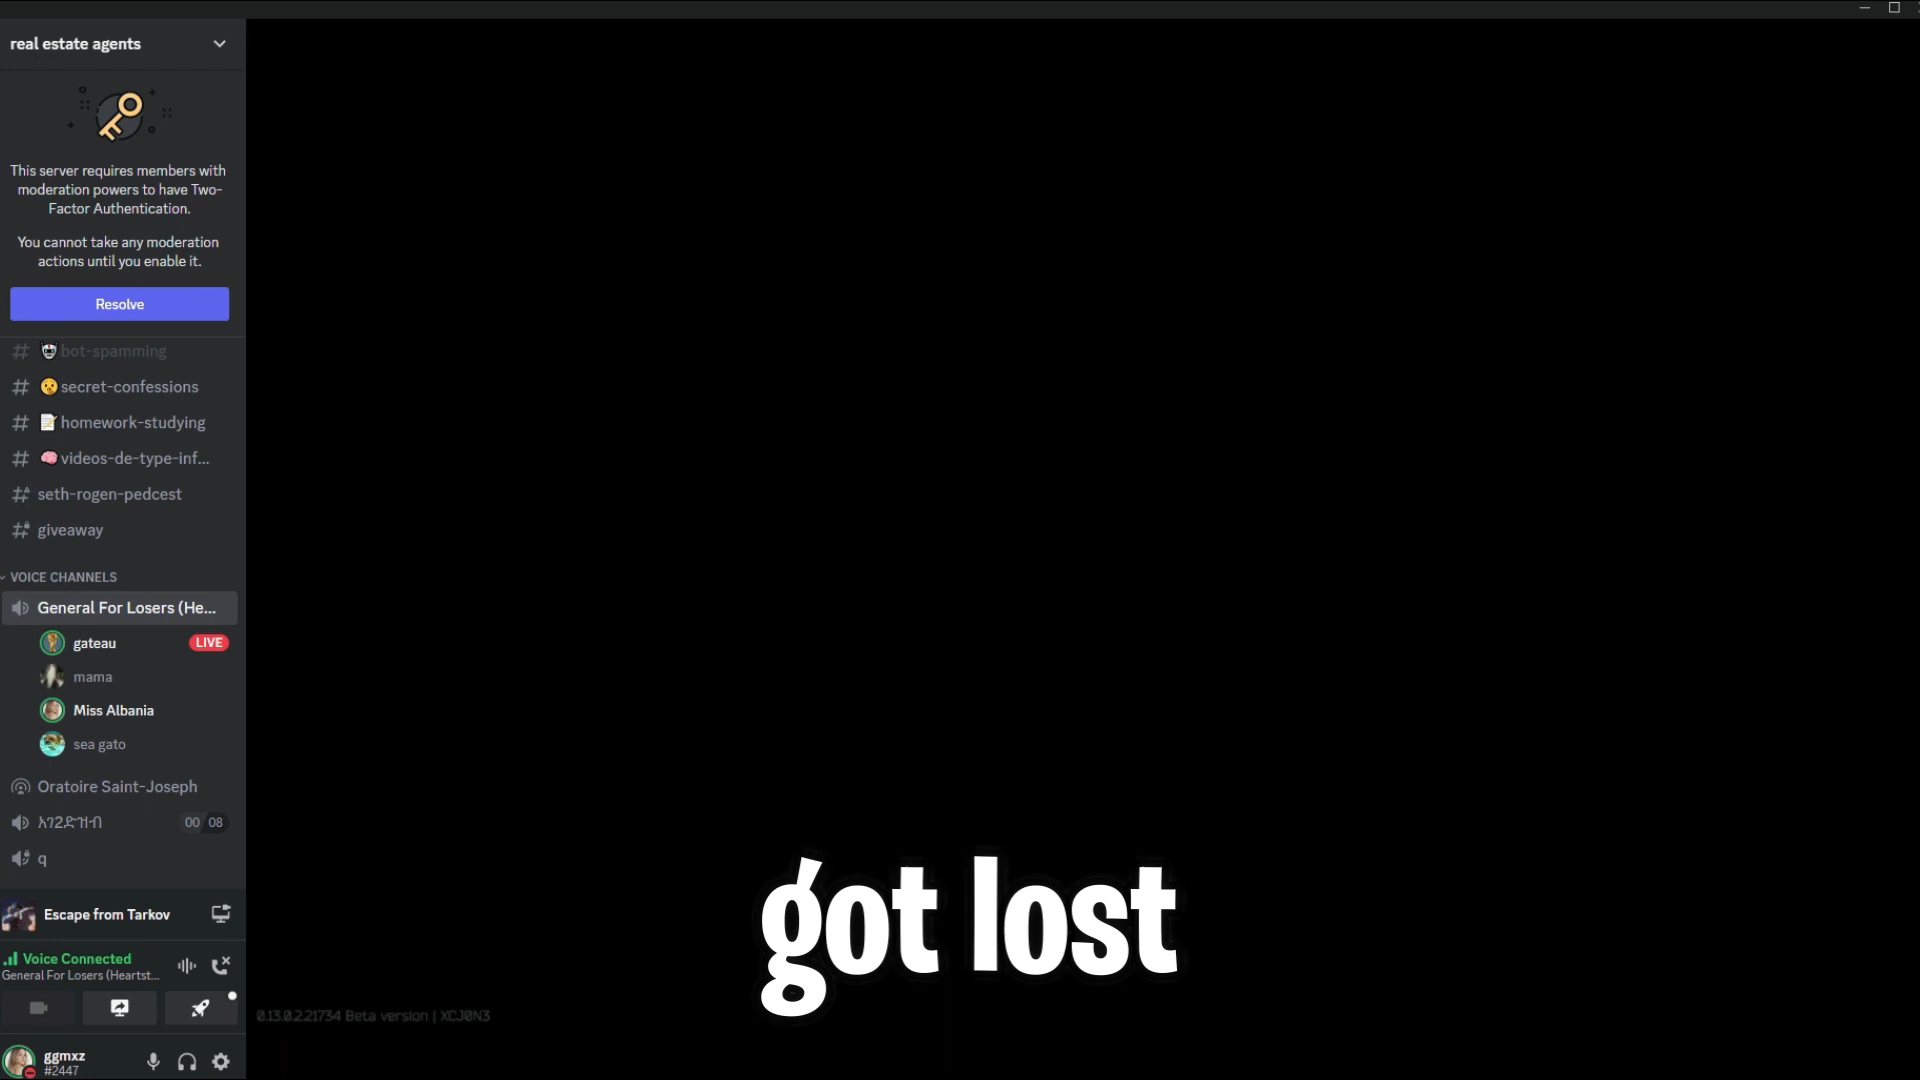 real estate agents
This server requires members with
moderation powers to have Two-
Factor Authentication.
You cannot take any moderation
actions until you enable it.
Resolve
bot-spamming
secret-confessions
homework-studying
videos-de-type-inf...
seth-rogen-pedcest
giveaway
VOICE CHANNELS
General For Losers (He...
gateau LIVE
mama
Miss Albania
sea gato
Oratoire Saint-Joseph
00 08
q
Escape from Tarkov
Voice Connected
General For Losers (Heartst...
ggmxz
#2447
0.13.0.2.21734 Beta version | XCJ0N3
got lost